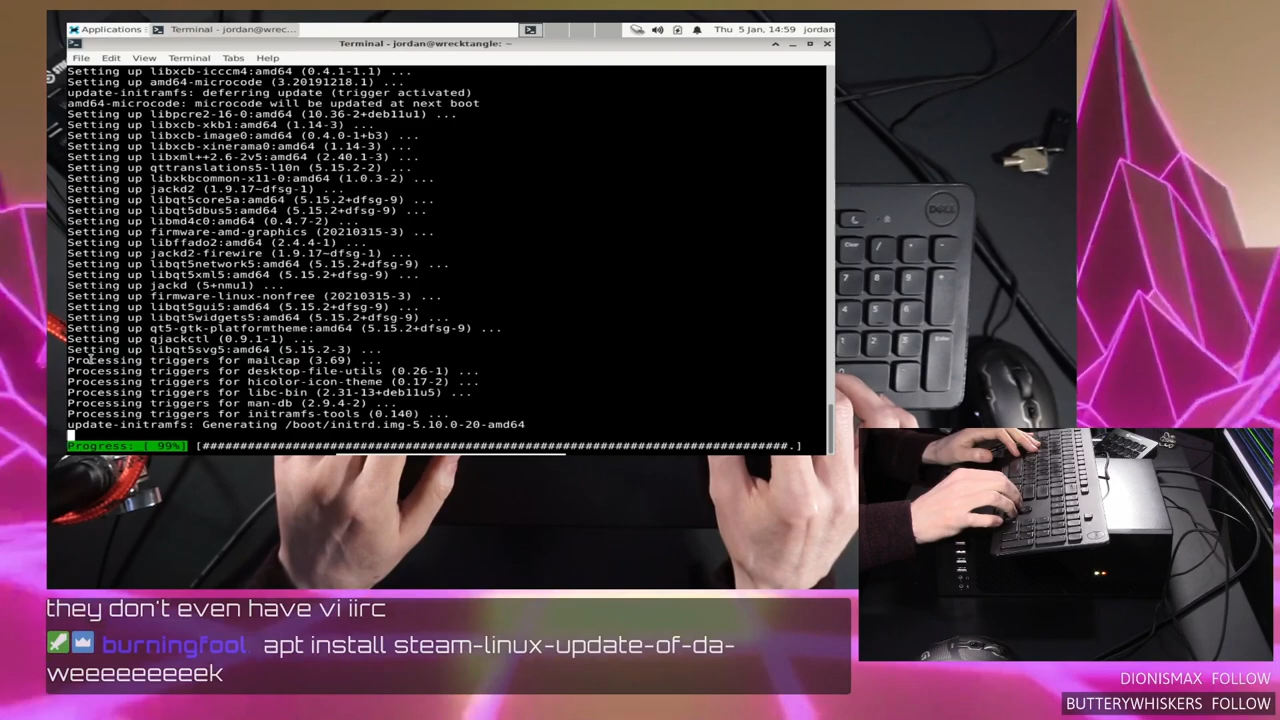 Applications
Terminal - jordan@wrec...
Thu 5 Jan, 14:59
jordan
Terminal - jordan@wrecktangle: ~
File Edit View Terminal Tabs Help
Setting up libxcb-icccm4:amd64 (0.4.1-1.1) ...
Setting up amd64-microcode (3.20191218.1) ...
update-initramfs: deferring update (trigger activated)
amd64-microcode: microcode will be updated at next boot
Setting up libpcre2-16-0:amd64 (10.36-2+deb11u1) ...
Setting up libxcb-xkb1:amd64 (1.14-3) ...
Setting up libxcb-image0:amd64 (0.4.0-1+b3) ...
Setting up libxcb-xinerama0:amd64 (1.14-3) ...
Setting up libxml++2.6-2v5:amd64 (2.40.1-3) ...
Setting up qttranslations5-l10n (5.15.2-2) ...
Setting up libxkbcommon-x11-0:amd64 (1.0.3-2) ...
Setting up jackd2 (1.9.17~dfsg-1) ...
Setting up libqt5core5a:amd64 (5.15.2+dfsg-9) ...
Setting up libqt5dbus5:amd64 (5.15.2+dfsg-9) ...
Setting up libmd4c0:amd64 (0.4.7-2) ...
Setting up firmware-amd-graphics (20210315-3) ...
Setting up libffado2:amd64 (2.4.4-1) ...
Setting up jackd2-firewire (1.9.17~dfsg-1) ...
Setting up libqt5network5:amd64 (5.15.2+dfsg-9) ...
Setting up libqt5xml5:amd64 (5.15.2+dfsg-9) ...
Setting up jackd (5+nmu1) ...
Setting up firmware-linux-nonfree (20210315-3) ...
Setting up libqt5gui5:amd64 (5.15.2+dfsg-9) ...
Setting up libqt5widgets5:amd64 (5.15.2+dfsg-9) ...
Setting up qt5-gtk-platformtheme:amd64 (5.15.2+dfsg-9) ...
Setting up qjackctl (0.9.1-1) ...
Setting up libqt5svg5:amd64 (5.15.2-3) ...
Processing triggers for mailcap (3.69) ...
Processing triggers for desktop-file-utils (0.26-1) ...
Processing triggers for hicolor-icon-theme (0.17-2) ...
Processing triggers for libc-bin (2.31-13+deb11u5) ...
Processing triggers for man-db (2.9.4-2) ...
Processing triggers for initramfs-tools (0.140) ...
update-initramfs: Generating /boot/initrd.img-5.10.0-20-amd64
Progress: [ 99%]
DELL
Clear / * -
7 8 9 +
4 5 6
1 2 3
0 .
they don't even have vi iirc
burningfool: apt install steam-linux-update-of-da-
weeeeeeeeek
DIONISMAX FOLLOW
BUTTERYWHISKERS FOLLOW